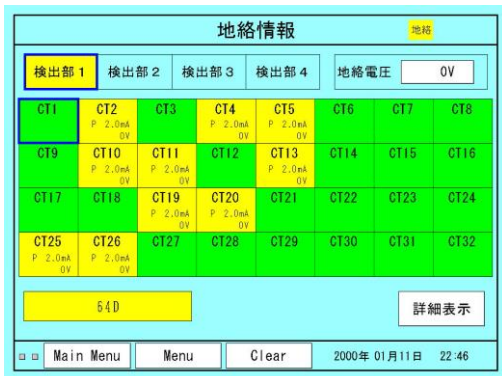 地絡情報 地絡
検出部1 検出部2 検出部3 検出部4 地絡電圧 0V
CT1 CT2 CT3 CT4 CT5 CT6 CT7 CT8
P 2.0mA P 2.0mA P 2.0mA
0V 0V 0V
CT9 CT10 CT11 CT12 CT13 CT14 CT15 CT16
P 2.0mA P 2.0mA P 2.0mA
0V 0V 0V
CT17 CT18 CT19 CT20 CT21 CT22 CT23 CT24
P 2.0mA P 2.0mA
0V 0V
CT25 CT26 CT27 CT28 CT29 CT30 CT31 CT32
P 2.0mA P 2.0mA
0V 0V
64D 詳細表示
Main Menu Menu Clear 2000年 01月11日 22:46